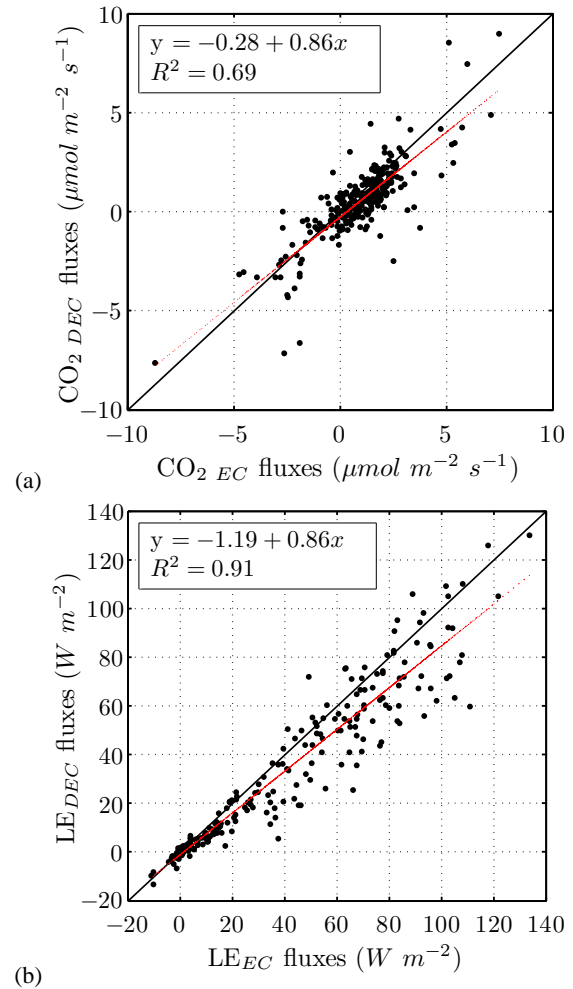 y = −0.28 + 0.86x
R² = 0.69
10
5
0
−5
−10
CO₂ DEC fluxes (μmol m⁻² s⁻¹)
−10 −5 0 5 10
CO₂ EC fluxes (μmol m⁻² s⁻¹)
(a)
y = −1.19 + 0.86x
R² = 0.91
140
120
100
80
60
40
20
0
−20
LE_DEC fluxes (W m⁻²)
−20 0 20 40 60 80 100 120 140
LE_EC fluxes (W m⁻²)
(b)